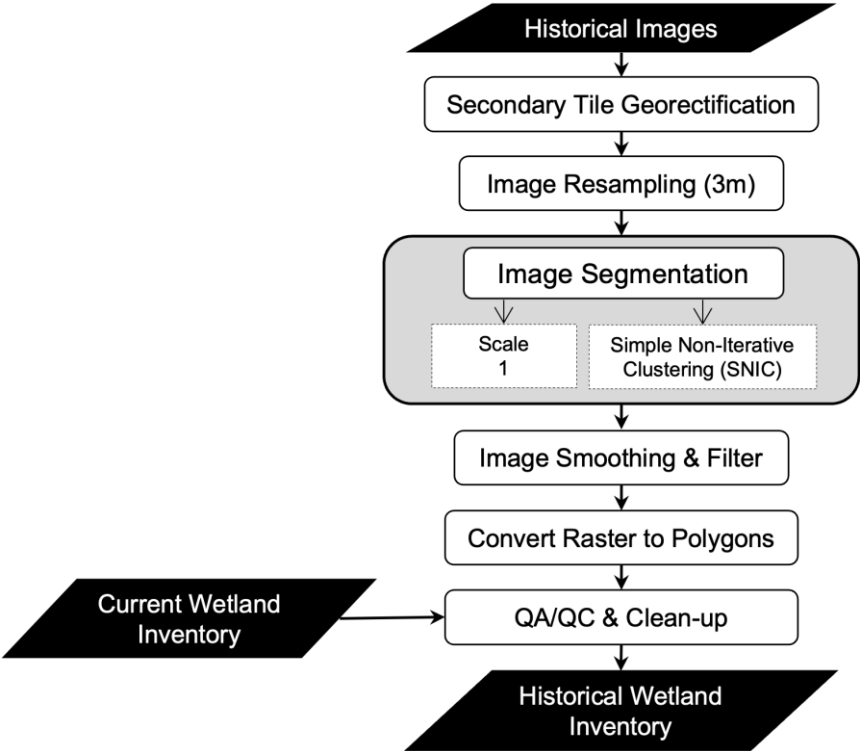 Historical Images
Secondary Tile Georectification
Image Resampling (3m)
Image Segmentation
Scale
1
Simple Non-Iterative
Clustering (SNIC)
Image Smoothing & Filter
Convert Raster to Polygons
Current Wetland
Inventory
QA/QC & Clean-up
Historical Wetland
Inventory